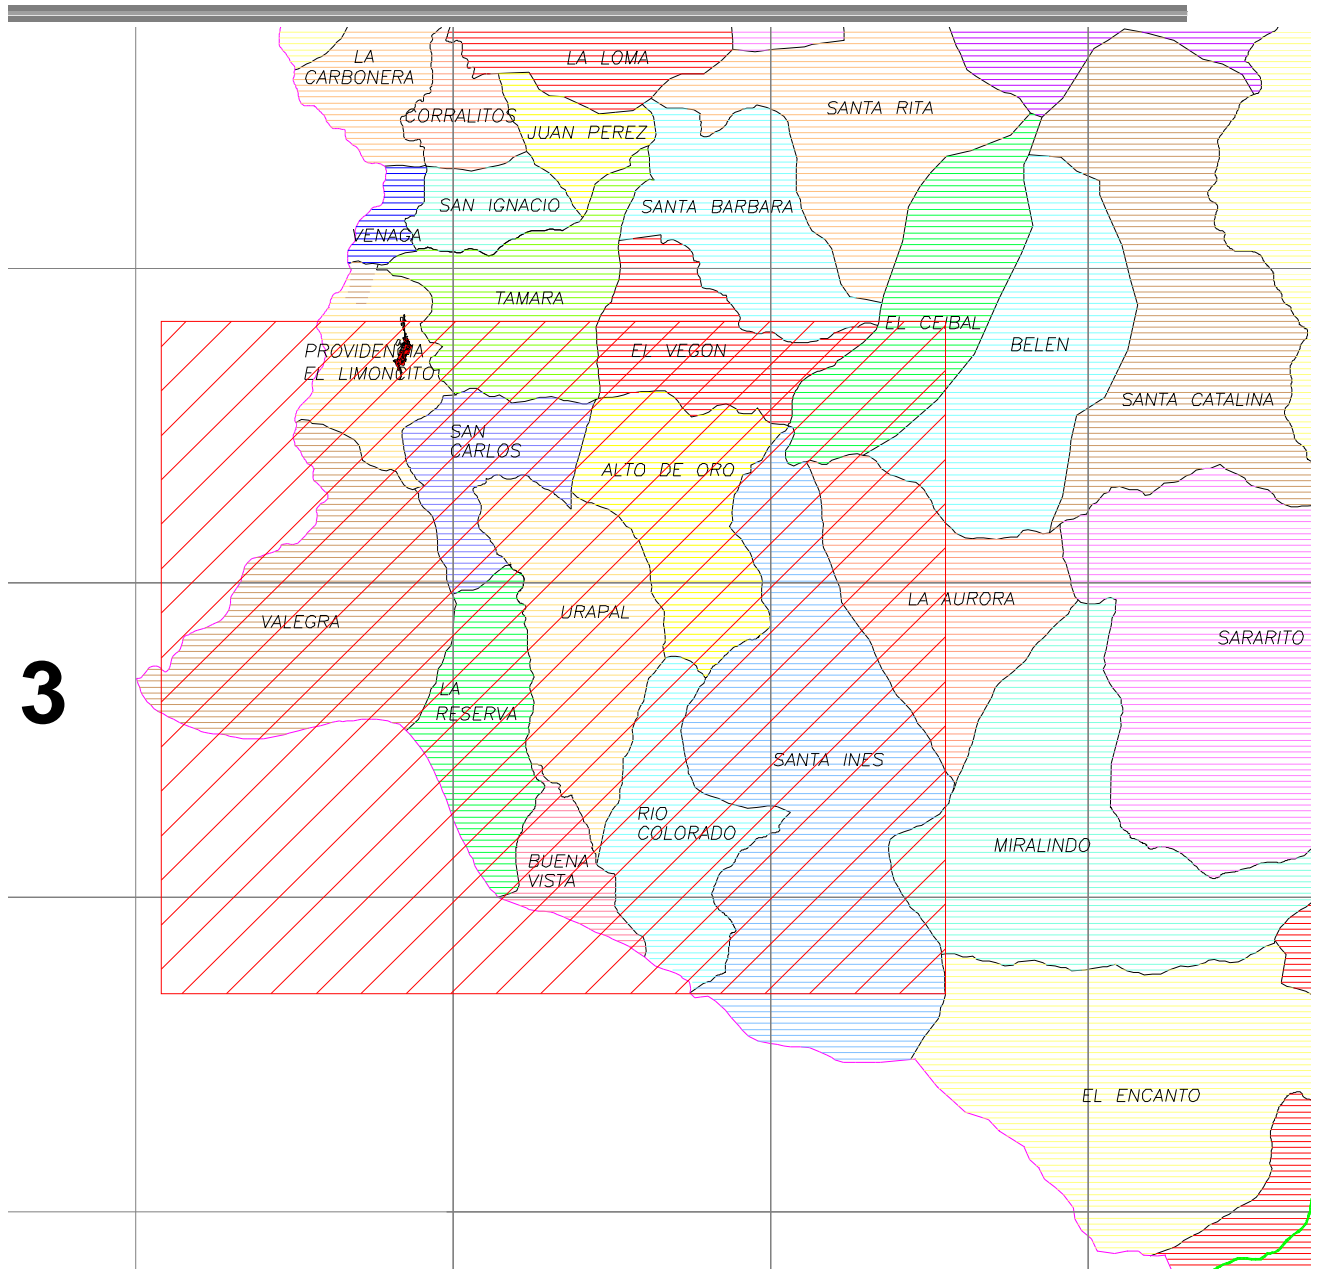 LA LOMA
LA
CARBONERA
SANTA RITA
CORRALITOS
JUAN PEREZ
SAN IGNACIO
SANTA BARBARA
VENAGA
TAMARA
EL CEIBAL
BELEN
PROVIDENCIA
EL LIMONCITO
EL VEGON
SANTA CATALINA
SAN
CARLOS
ALTO DE ORO
LA AURORA
URAPAL
VALEGRA
SARARITO
3
LA
RESERVA
SANTA INES
RIO
COLORADO
MIRALINDO
BUENA
VISTA
EL ENCANTO